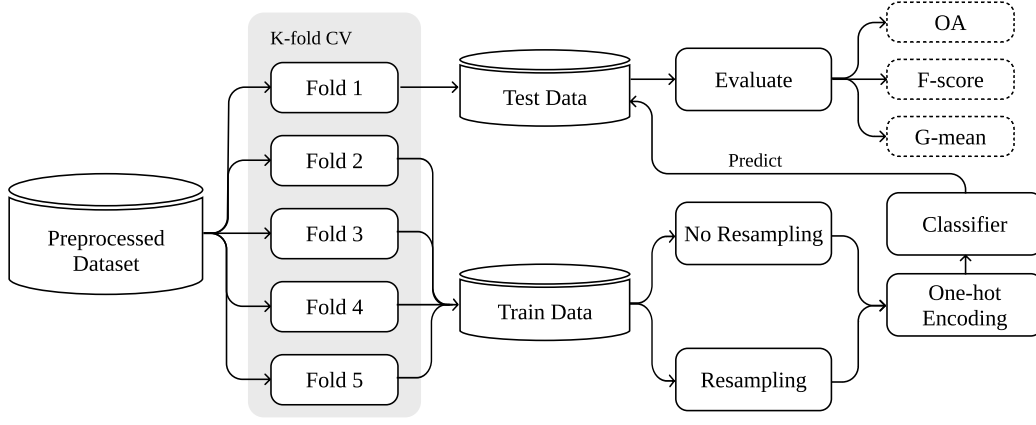 K-fold CV
Preprocessed
Dataset
Fold 1
Fold 2
Fold 3
Fold 4
Fold 5
Test Data
Train Data
Evaluate
OA
F-score
G-mean
Predict
No Resampling
Resampling
Classifier
One-hot
Encoding